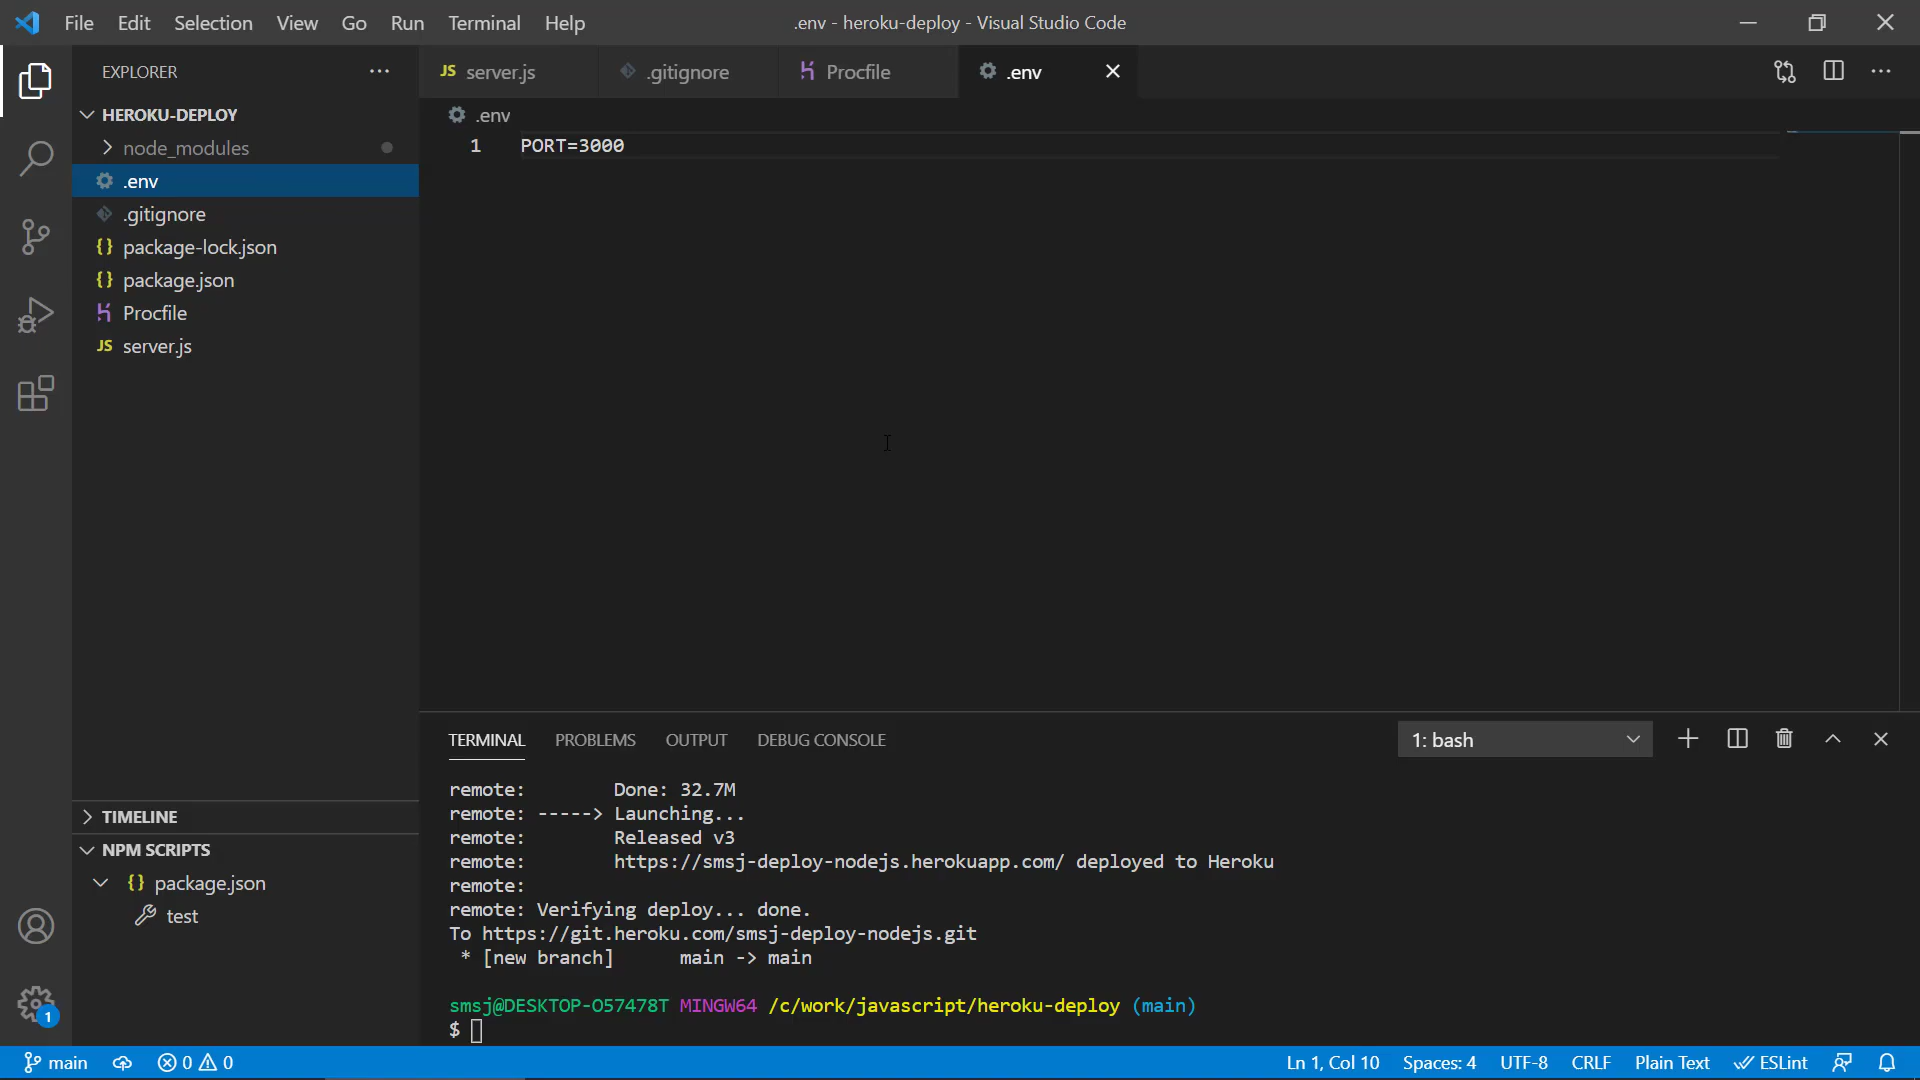 File Edit Selection View Go Run Terminal Help
.env - heroku-deploy - Visual Studio Code
EXPLORER
JS server.js
.gitignore
Procfile
.env
HEROKU-DEPLOY
.env
node_modules
1 PORT=3000
.env
.gitignore
{} package-lock.json
{} package.json
Procfile
JS server.js
TERMINAL PROBLEMS OUTPUT DEBUG CONSOLE
1: bash
remote:        Done: 32.7M
remote: -----> Launching...
remote:        Released v3
remote:        https://smsj-deploy-nodejs.herokuapp.com/ deployed to Heroku
remote:
remote: Verifying deploy... done.
To https://git.heroku.com/smsj-deploy-nodejs.git
 * [new branch]      main -> main
smsj@DESKTOP-O57478T MINGW64 /c/work/javascript/heroku-deploy (main)
$
TIMELINE
NPM SCRIPTS
{} package.json
test
1
main
0 0
Ln 1, Col 10 Spaces: 4 UTF-8 CRLF Plain Text ESLint